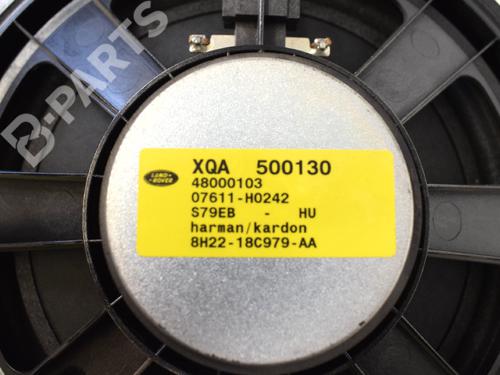 B-PARTS
LAND-
ROVER
XQA 500130
48000103
07611-H0242
S79EB - HU
harman/kardon
8H22-18C979-AA